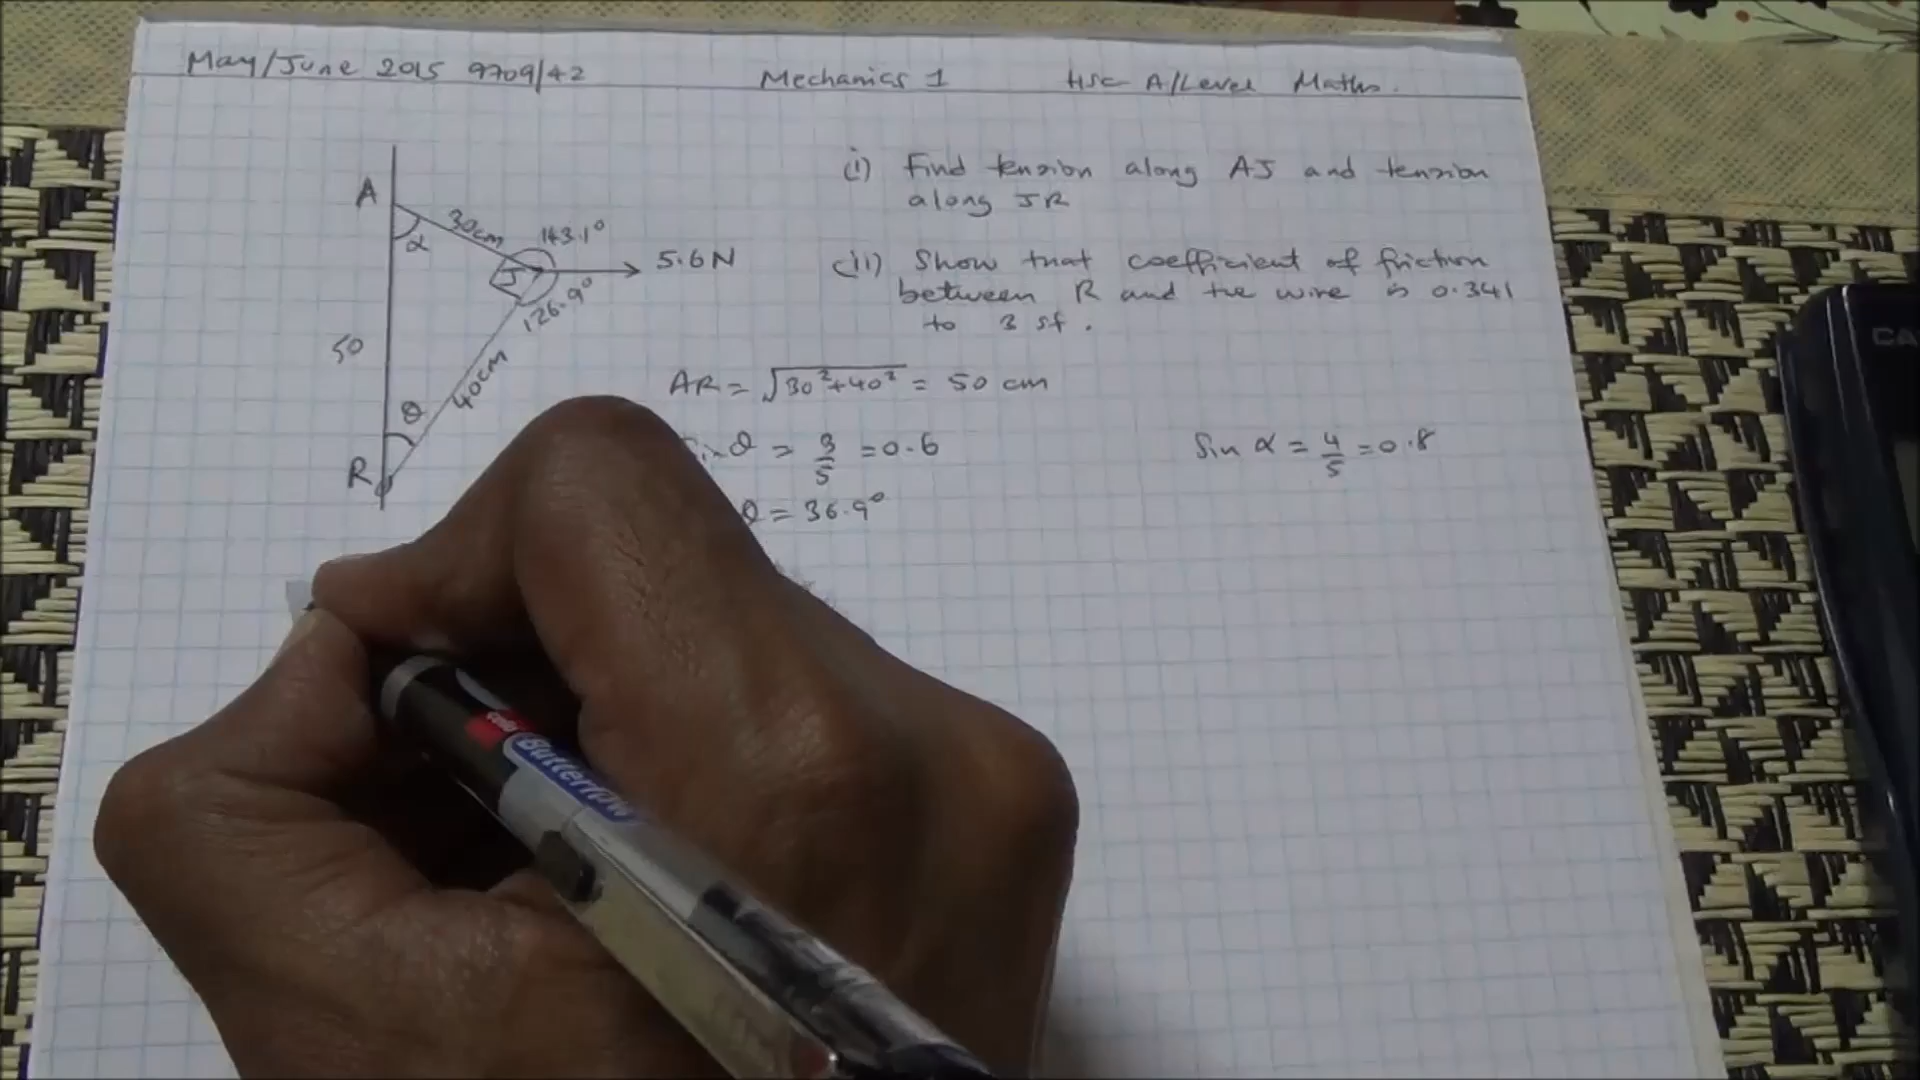 May/June 2015 9709/42 Mechanics 1 HSC A/Level Maths.
A
30cm
143.1°
α
5.6N
J
126.9°
50
40cm
θ
R
(i) Find tension along AJ and tension
along JR
(ii) Show that coefficient of friction
between R and the wire is 0.341
to 3 sf.
AR = √30²+40² = 50 cm
Sin θ = 3/5 = 0.6
Sin α = 4/5 = 0.8
θ = 36.9°
cello
Butterflow
CA